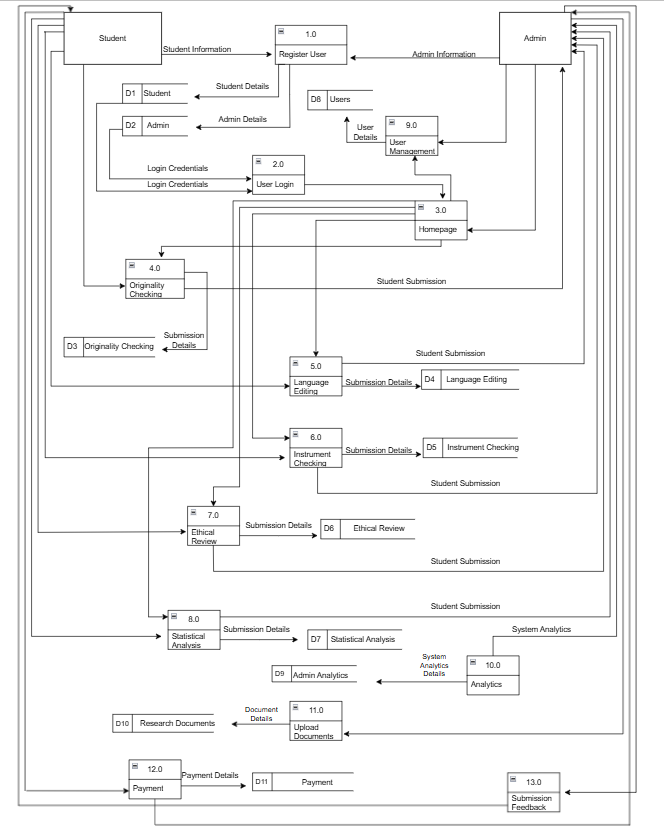 Student
Student Information
1.0
Register User
Admin Information
Admin
Student Details
D1 Student
D8 Users
Admin Details
D2 Admin
User
Details
9.0
User
Management
Login Credentials
Login Credentials
2.0
User Login
3.0
Homepage
4.0
Originality
Checking
Student Submission
D3 Originality Checking
Submission
Details
Student Submission
5.0
Language
Editing
Submission Details
D4 Language Editing
6.0
Instrument
Checking
Submission Details
D5 Instrument Checking
Student Submission
7.0
Ethical
Review
Submission Details
D6 Ethical Review
Student Submission
Student Submission
8.0
Statistical
Analysis
Submission Details
D7 Statistical Analysis
System Analytics
System
Analytics
Details
D9 Admin Analytics
10.0
Analytics
Document
Details
D10 Research Documents
11.0
Upload
Documents
12.0
Payment
Payment Details
D11 Payment
13.0
Submission
Feedback